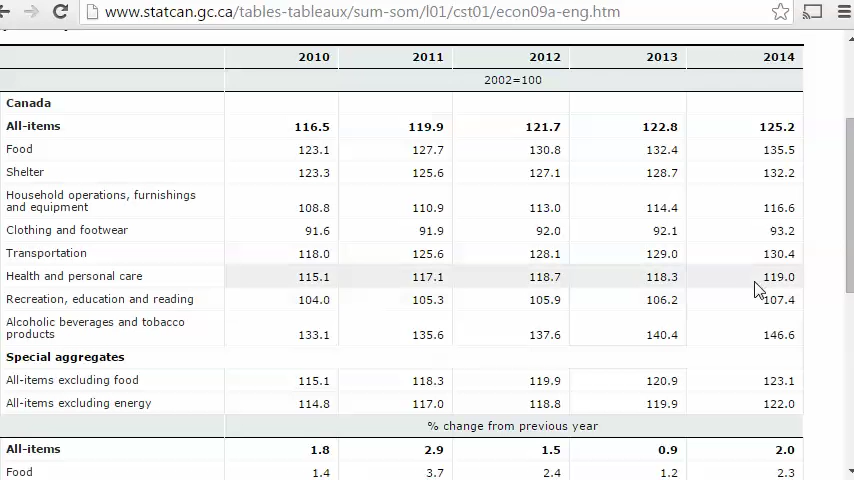 www.statcan.gc.ca/tables-tableaux/sum-som/l01/cst01/econ09a-eng.htm
2010 2011 2012 2013 2014
2002=100
Canada
All-items 116.5 119.9 121.7 122.8 125.2
Food 123.1 127.7 130.8 132.4 135.5
Shelter 123.3 125.6 127.1 128.7 132.2
Household operations, furnishings
and equipment 108.8 110.9 113.0 114.4 116.6
Clothing and footwear 91.6 91.9 92.0 92.1 93.2
Transportation 118.0 125.6 128.1 129.0 130.4
Health and personal care 115.1 117.1 118.7 118.3 119.0
Recreation, education and reading 104.0 105.3 105.9 106.2 107.4
Alcoholic beverages and tobacco
products 133.1 135.6 137.6 140.4 146.6
Special aggregates
All-items excluding food 115.1 118.3 119.9 120.9 123.1
All-items excluding energy 114.8 117.0 118.8 119.9 122.0
% change from previous year
All-items 1.8 2.9 1.5 0.9 2.0
Food 1.4 3.7 2.4 1.2 2.3